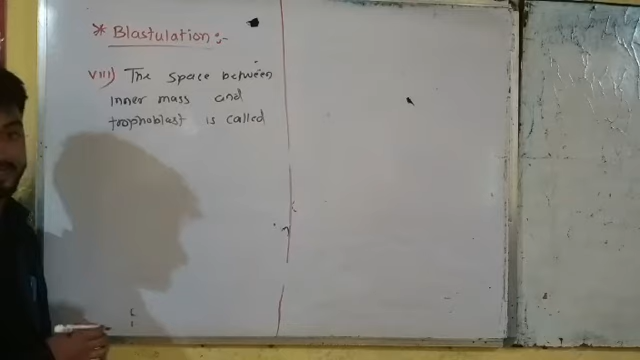 * Blastulation :-
VIII) The space between
inner mass and
trophoblast is called